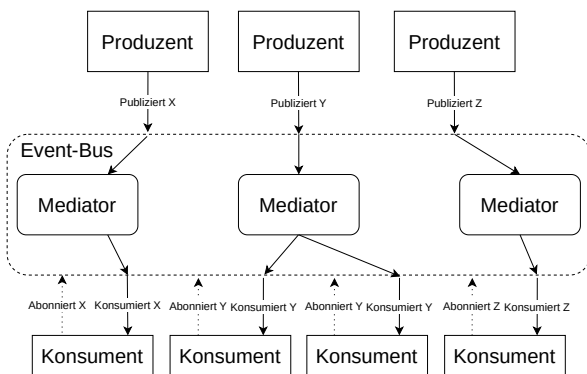 Produzent
Produzent
Produzent
Publiziert X
Publiziert Y
Publiziert Z
Event-Bus
Mediator
Mediator
Mediator
Abonniert X
Konsumiert X
Abonniert Y
Konsumiert Y
Abonniert Y
Konsumiert Y
Abonniert Z
Konsumiert Z
Konsument
Konsument
Konsument
Konsument